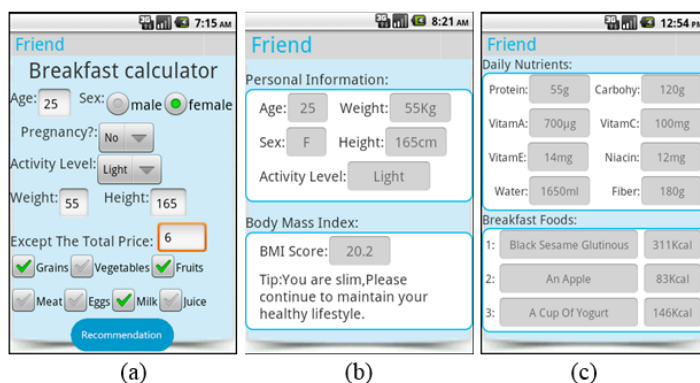 7:15 AM
Friend
Breakfast calculator
Age: 25 Sex: male female
Pregnancy?: No
Activity Level: Light
Weight: 55 Height: 165
Except The Total Price: 6
Grains Vegetables Fruits
Meat Eggs Milk Juice
Recommendation
(a)
8:21 AM
Friend
Personal Information:
Age: 25 Weight: 55Kg
Sex: F Height: 165cm
Activity Level: Light
Body Mass Index:
BMI Score: 20.2
Tip:You are slim,Please
continue to maintain your
healthy lifestyle.
(b)
12:54 PM
Friend
Daily Nutrients:
Protein: 55g Carbohy: 120g
VitamA: 700μg VitamC: 100mg
VitamE: 14mg Niacin: 12mg
Water: 1650ml Fiber: 180g
Breakfast Foods:
1: Black Sesame Glutinous 311Kcal
2: An Apple 83Kcal
3: A Cup Of Yogurt 146Kcal
(c)